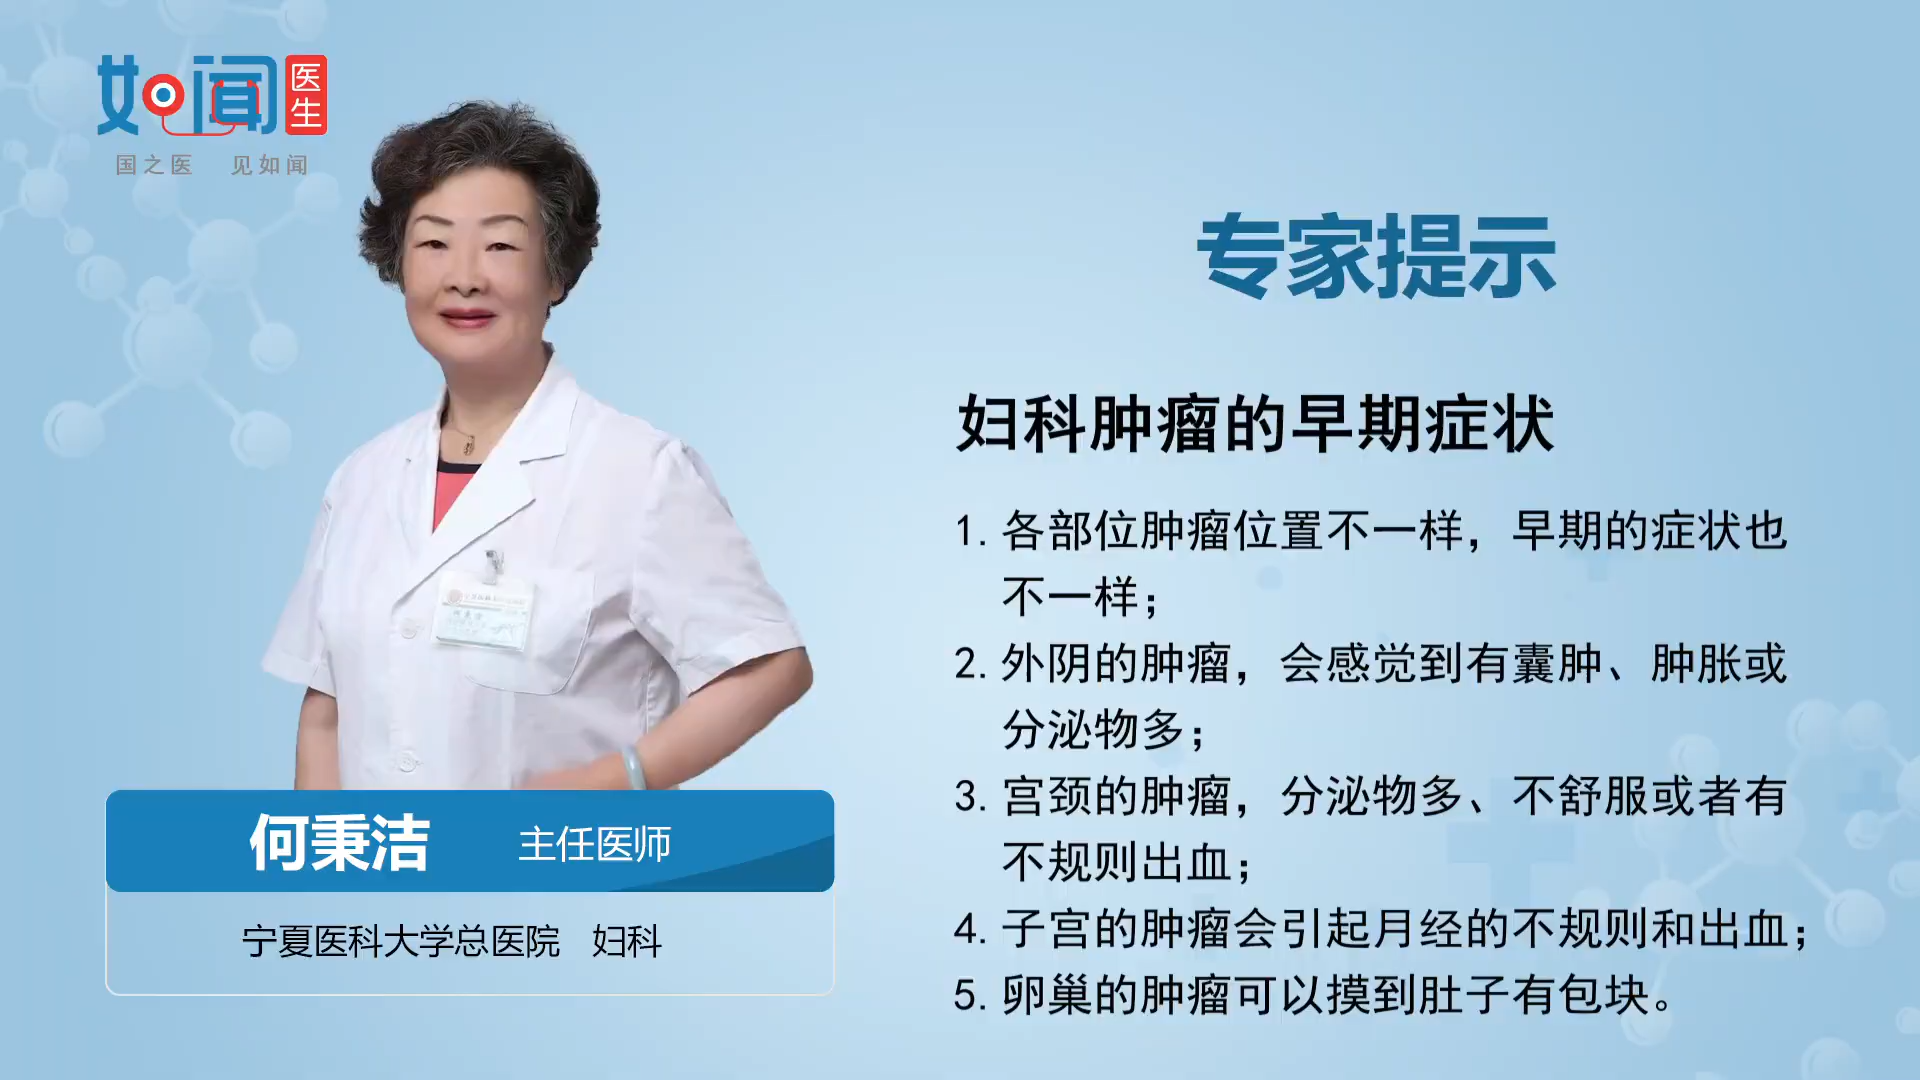 如闻医生
国之医 见如闻
专家提示
妇科肿瘤的早期症状
1. 各部位肿瘤位置不一样，早期的症状也
不一样；
2. 外阴的肿瘤，会感觉到有囊肿、肿胀或
分泌物多；
3. 宫颈的肿瘤，分泌物多、不舒服或者有
不规则出血；
4. 子宫的肿瘤会引起月经的不规则和出血；
5. 卵巢的肿瘤可以摸到肚子有包块。
何秉洁 主任医师
宁夏医科大学总医院 妇科